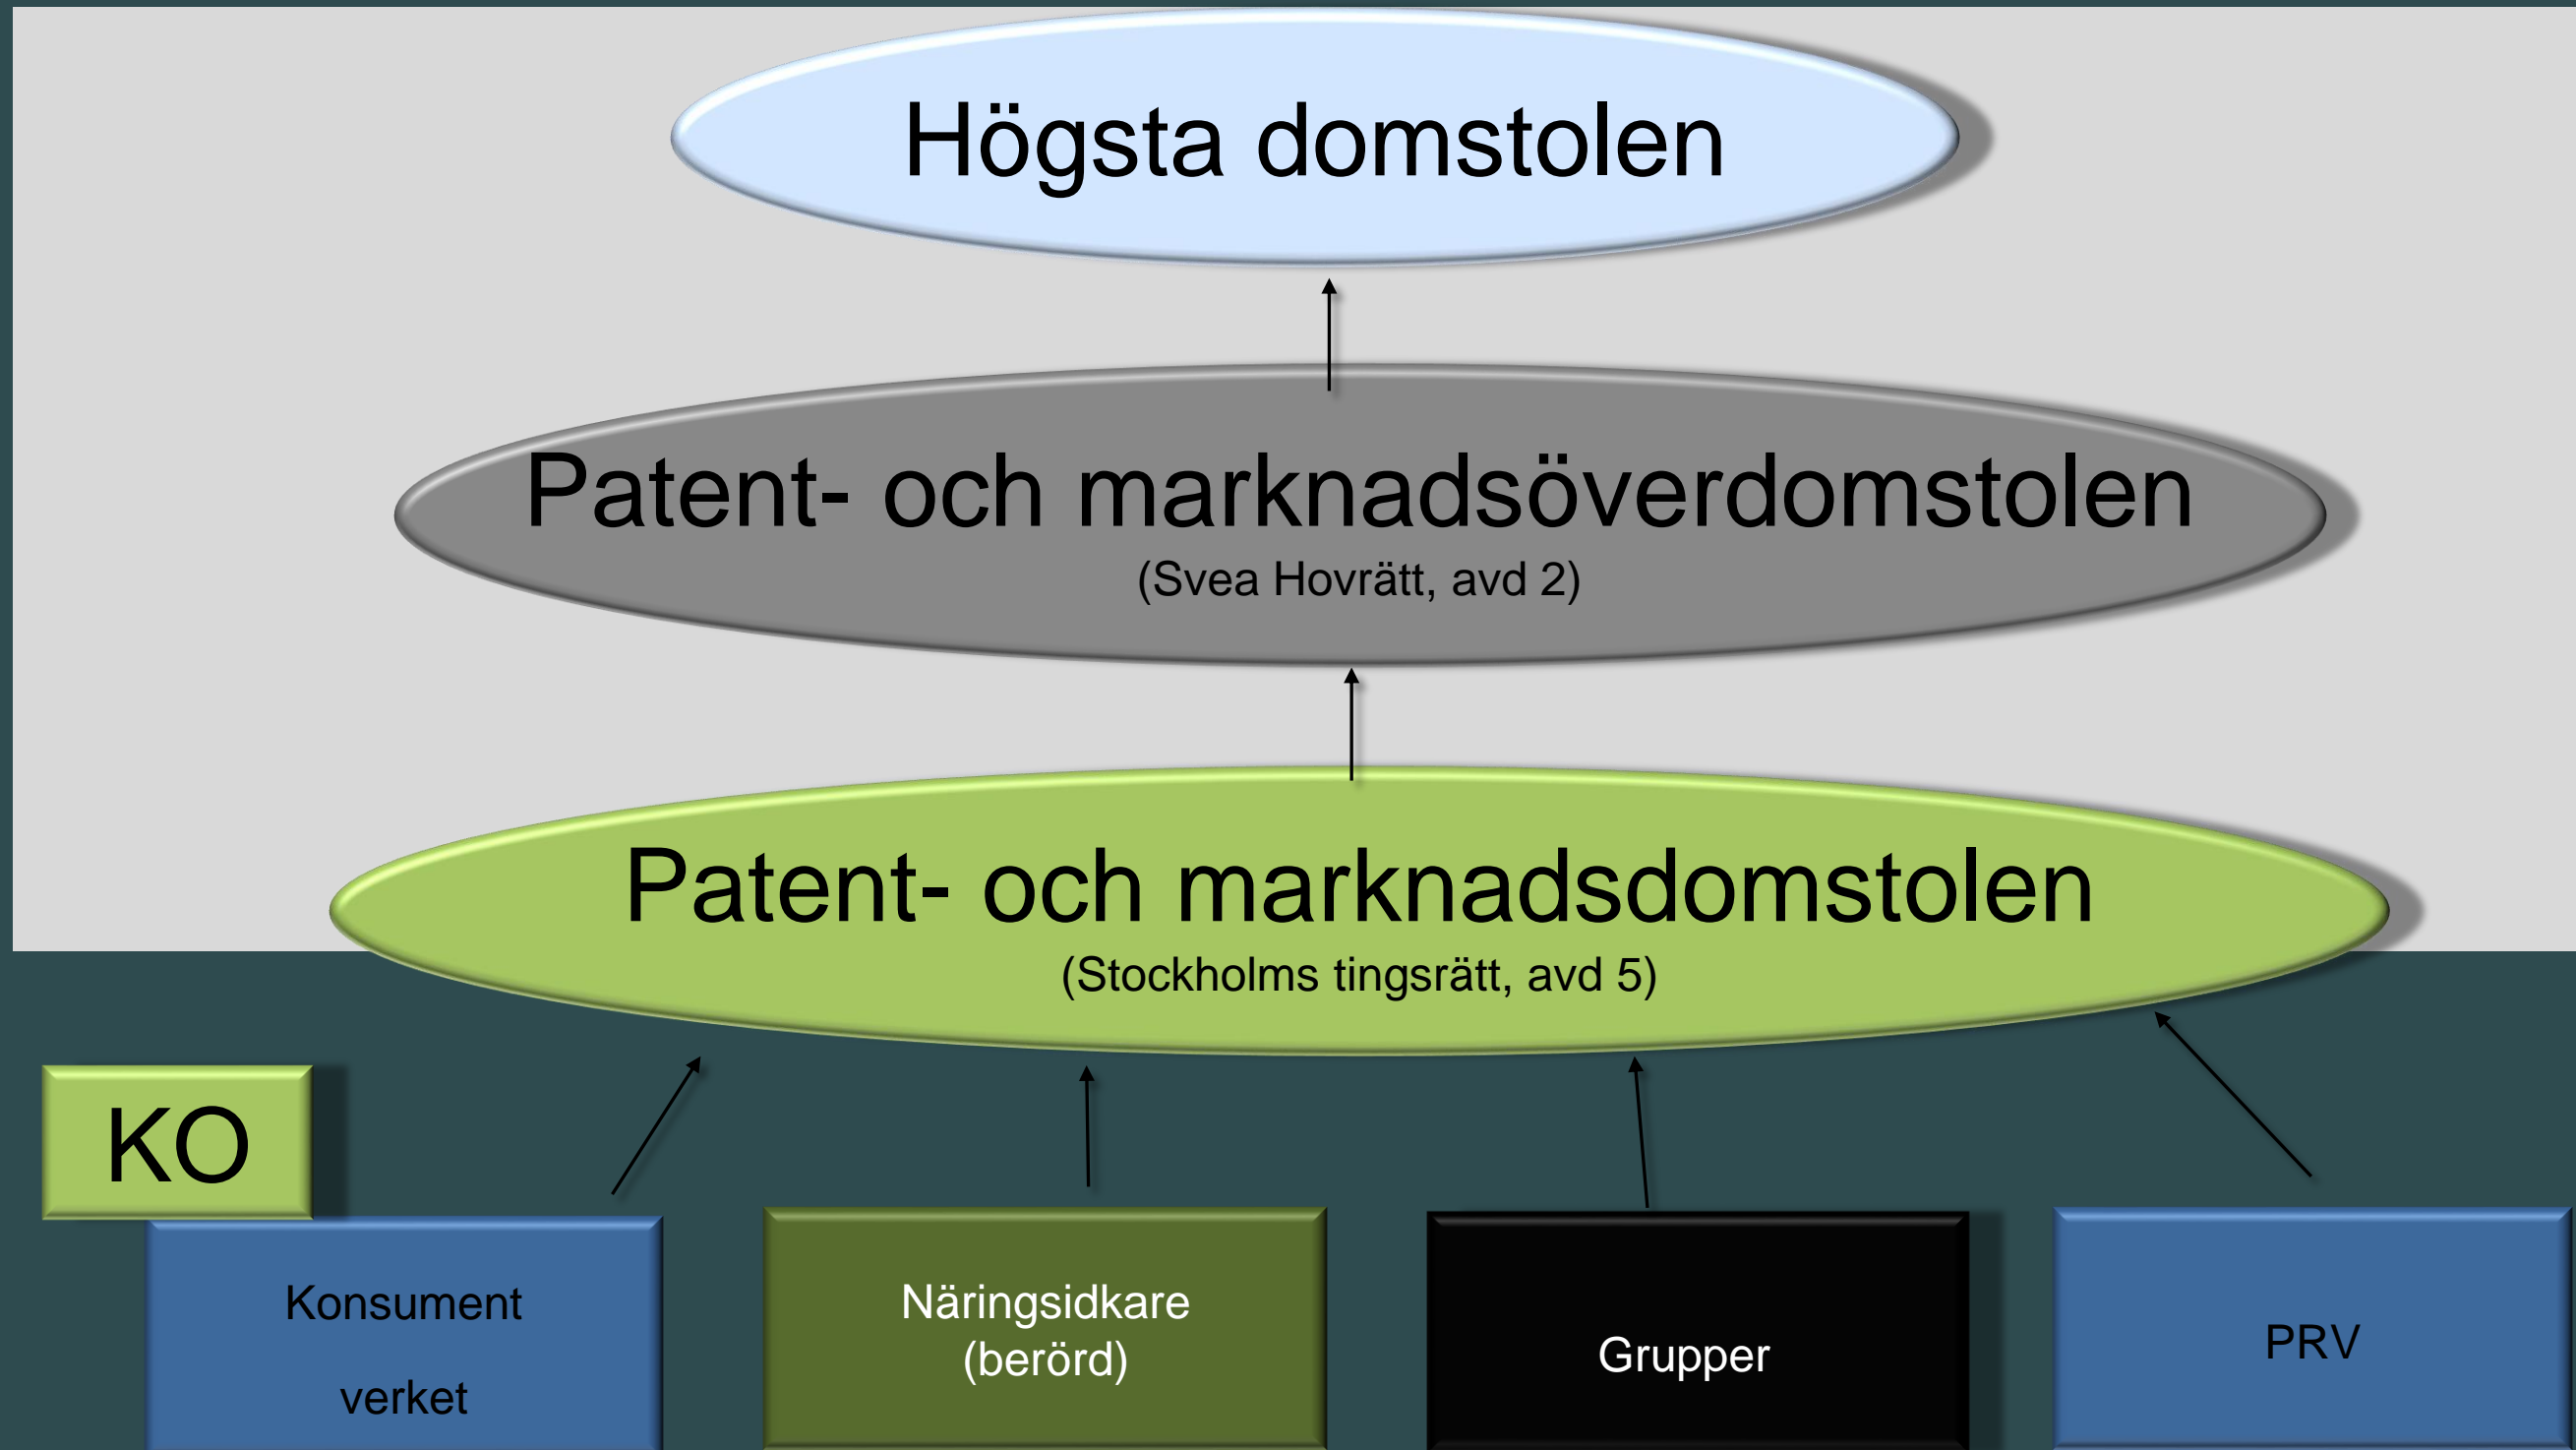 Högsta domstolen
Patent- och marknadsöverdomstolen
(Svea Hovrätt, avd 2)
Patent- och marknadsdomstolen
(Stockholms tingsrätt, avd 5)
KO
Konsument
verket
Näringsidkare
(berörd)
Grupper
PRV